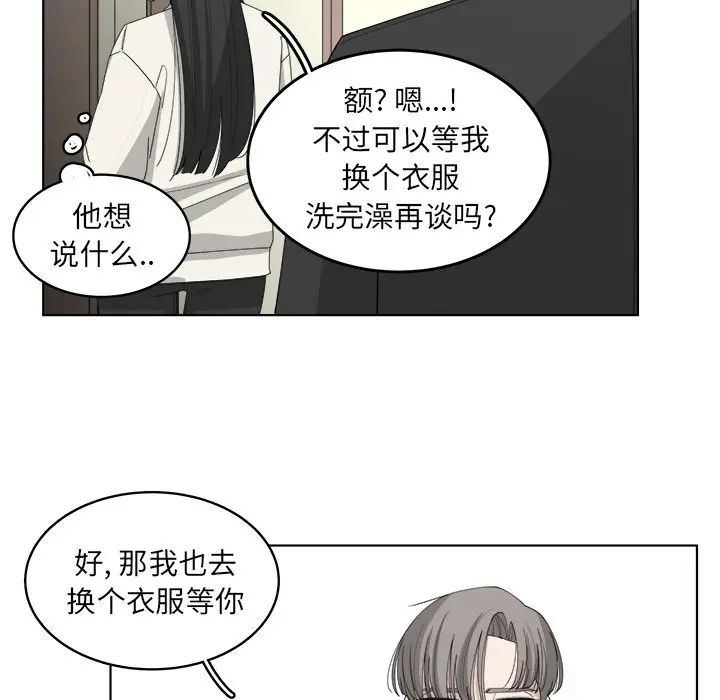 额? 嗯...!
不过可以等我
换个衣服
洗完澡再谈吗?
他想
说什么..
好, 那我也去
换个衣服等你